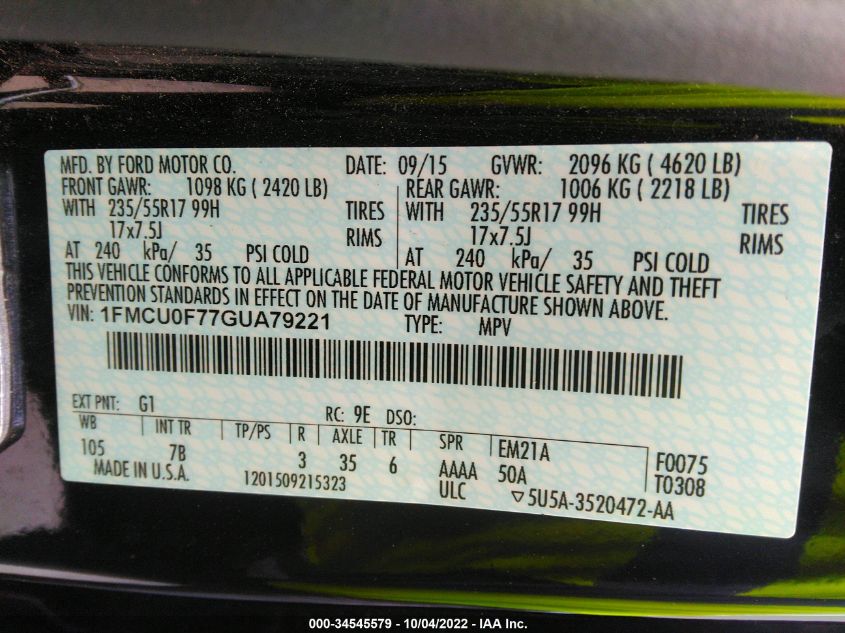 MFD. BY FORD MOTOR CO. DATE: 09/15 GVWR: 2096 KG ( 4620 LB)
FRONT GAWR: 1098 KG ( 2420 LB) REAR GAWR: 1006 KG ( 2218 LB)
WITH 235/55R17 99H TIRES WITH 235/55R17 99H TIRES
17x7.5J RIMS 17x7.5J RIMS
AT 240 kPa/ 35 PSI COLD AT 240 kPa/ 35 PSI COLD
THIS VEHICLE CONFORMS TO ALL APPLICABLE FEDERAL MOTOR VEHICLE SAFETY AND THEFT
PREVENTION STANDARDS IN EFFECT ON THE DATE OF MANUFACTURE SHOWN ABOVE.
VIN: 1FMCU0F77GUA79221 TYPE: MPV
EXT PNT: G1 RC: 9E DSO:
WB INT TR TP/PS R AXLE TR SPR EM21A F0075
105 7B 3 35 6 AAAA 50A T0308
MADE IN U.S.A. 1201509215323 ULC ▽5U5A-3520472-AA
000-34545579 - 10/04/2022 - IAA Inc.